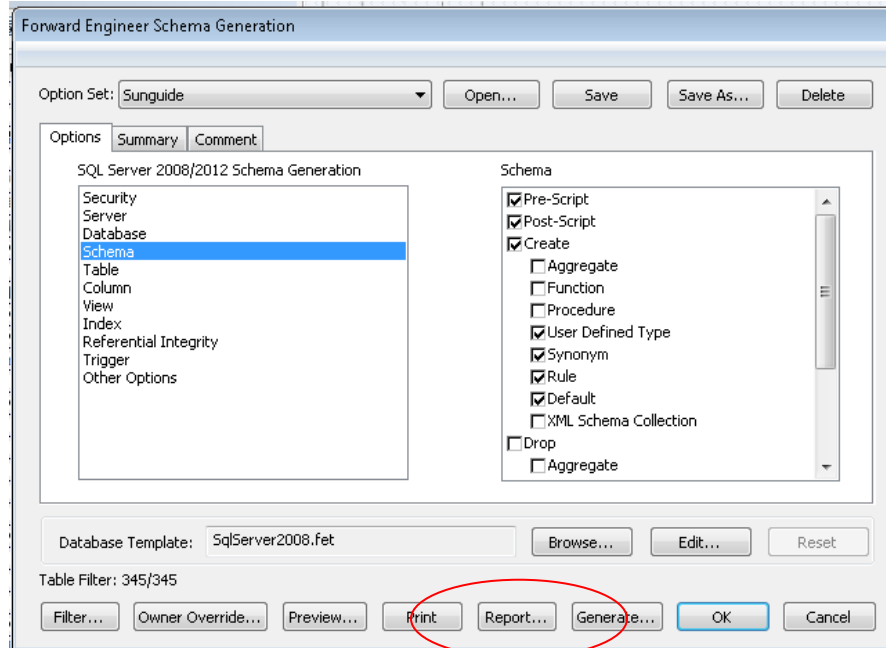 Forward Engineer Schema Generation
Option Set: Sunguide Open... Save Save As... Delete
Options Summary Comment
SQL Server 2008/2012 Schema Generation
Security
Server
Database
Schema
Table
Column
View
Index
Referential Integrity
Trigger
Other Options
Schema
Pre-Script
Post-Script
Create
Aggregate
Function
Procedure
User Defined Type
Synonym
Rule
Default
XML Schema Collection
Drop
Aggregate
Database Template: SqlServer2008.fet Browse... Edit... Reset
Table Filter: 345/345
Filter... Owner Override... Preview... Print Report... Generate... OK Cancel